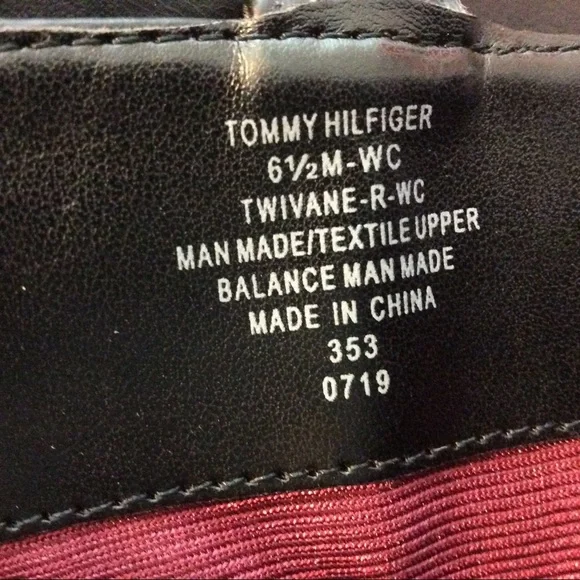 TOMMY HILFIGER
6½M-WC
TWIVANE-R-WC
MAN MADE/TEXTILE UPPER
BALANCE MAN MADE
MADE IN CHINA
353
0719